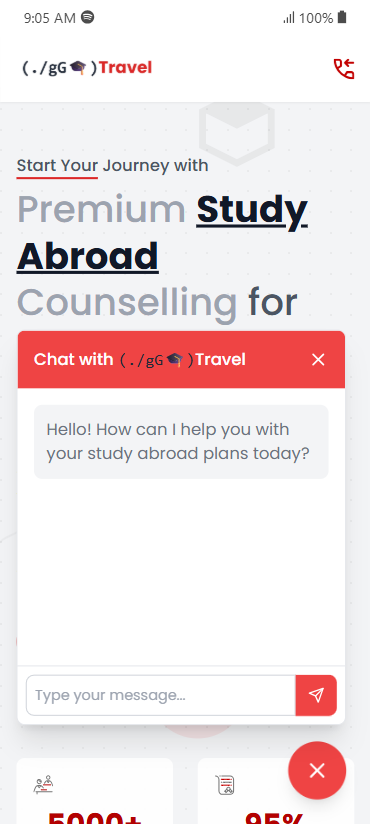 9:05 AM 100%
(./gG🎓)Travel
Start Your Journey with
Premium Study
Abroad
Counselling for
Chat with (./gG🎓)Travel
Hello! How can I help you with
your study abroad plans today?
Type your message...
5000+ 95%